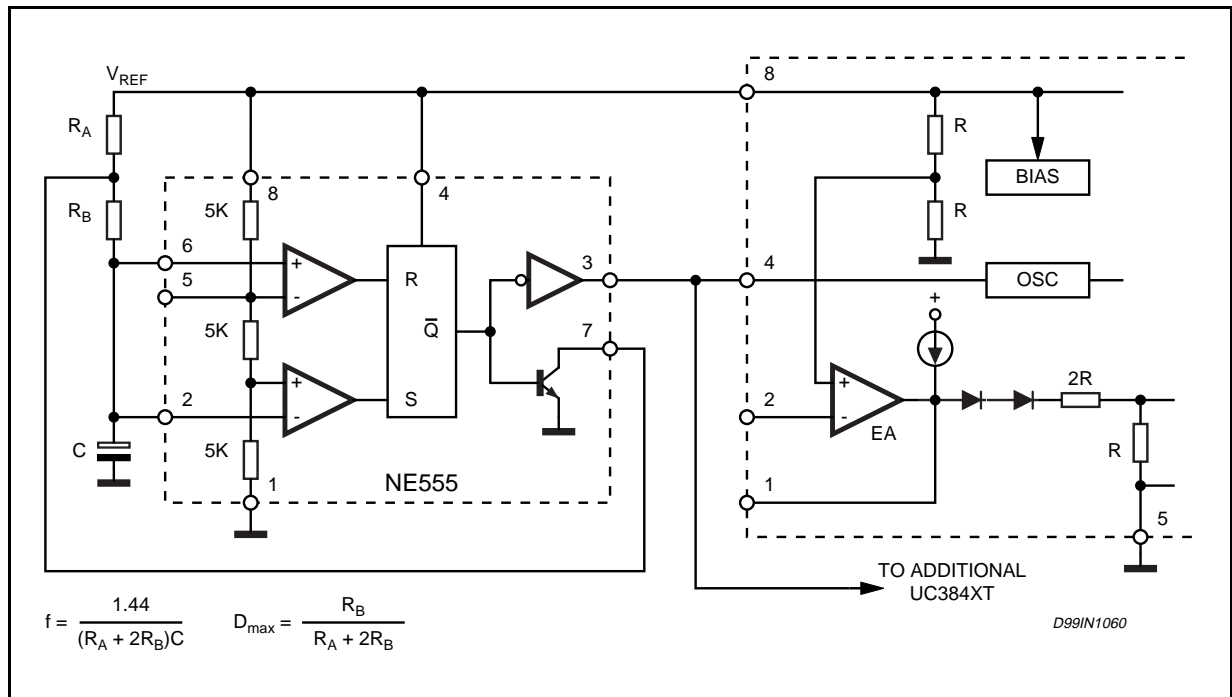 V_REF
8
R_A
R
8
4
R_B
5K
BIAS
R
6
+
3
4
5
-
R
OSC
5K
Q̅
7
+
+
2R
2
-
S
2
+
-
EA
C
5K
R
1
NE555
1
5
TO ADDITIONAL
UC384XT
f = 1.44 / (R_A + 2R_B)C
D_max = R_B / R_A + 2R_B
D99IN1060